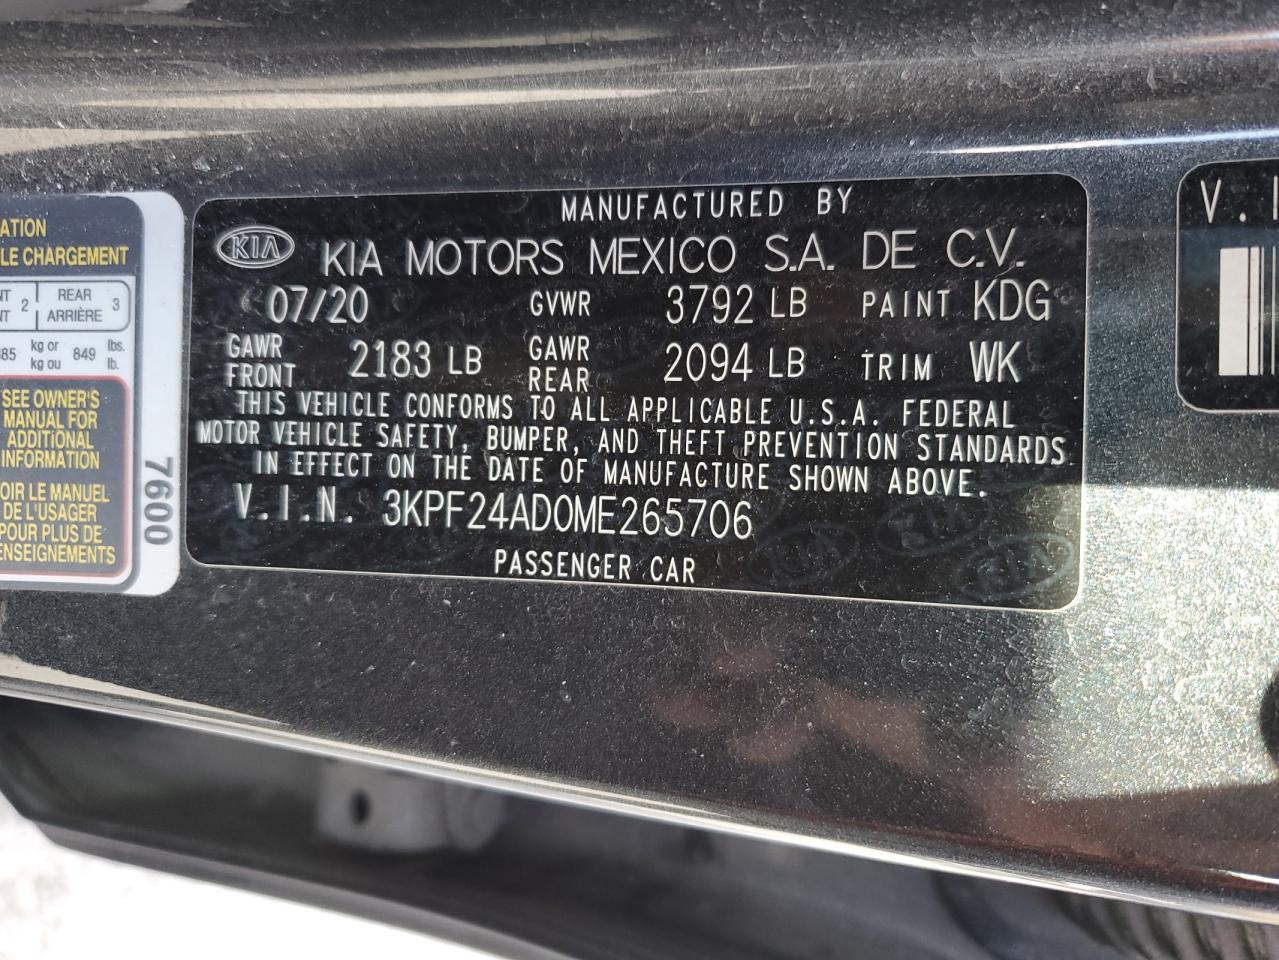 ATION
LE CHARGEMENT
NT 2 REAR 3
NT ARRIÈRE
385 kg or 849 lbs.
kg ou lb.
SEE OWNER'S
MANUAL FOR
ADDITIONAL
INFORMATION
OIR LE MANUEL
DE L'USAGER
POUR PLUS DE
ENSEIGNEMENTS
7600
MANUFACTURED BY
KIA KIA MOTORS MEXICO S.A. DE C.V.
07/20 GVWR 3792 LB PAINT KDG
GAWR FRONT 2183 LB GAWR REAR 2094 LB TRIM WK
THIS VEHICLE CONFORMS TO ALL APPLICABLE U.S.A. FEDERAL
MOTOR VEHICLE SAFETY, BUMPER, AND THEFT PREVENTION STANDARDS
IN EFFECT ON THE DATE OF MANUFACTURE SHOWN ABOVE.
V.I.N. 3KPF24AD0ME265706
PASSENGER CAR
V.I